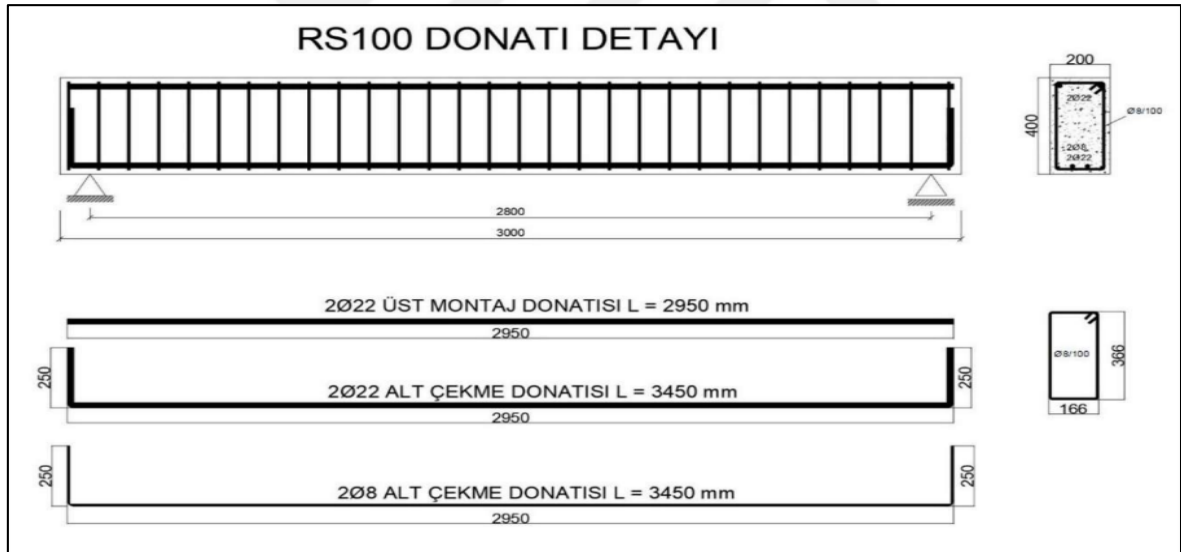 RS100 DONATI DETAYI
200
400
2Ø22
Ø8/100
2Ø8
2Ø22
2800
3000
2Ø22 ÜST MONTAJ DONATISI L = 2950 mm
2950
250
2Ø22 ALT ÇEKME DONATISI L = 3450 mm
250
2950
Ø8/100
366
166
250
2Ø8 ALT ÇEKME DONATISI L = 3450 mm
250
2950